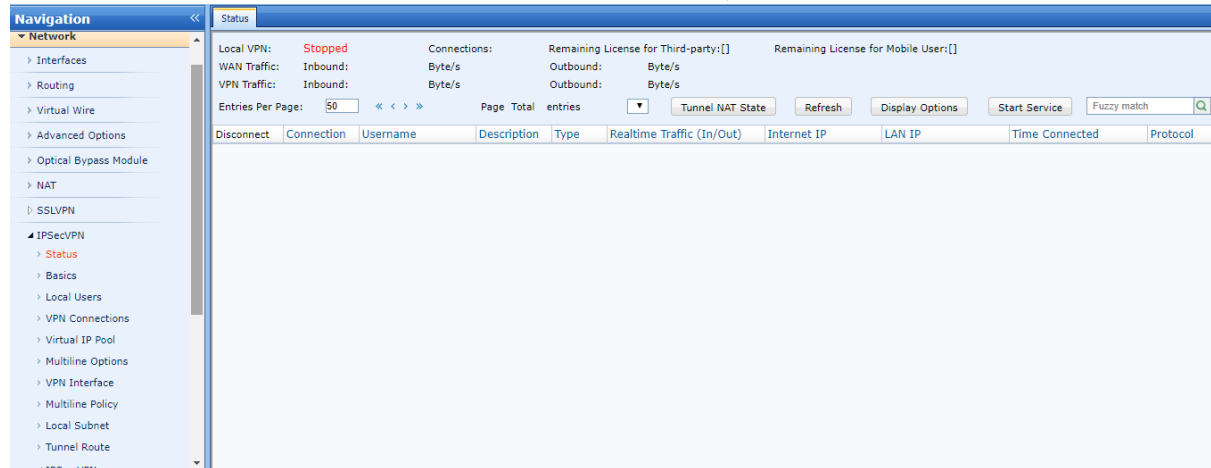 Navigation «
Network
Interfaces
Routing
Virtual Wire
Advanced Options
Optical Bypass Module
NAT
SSLVPN
IPSecVPN
Status
Basics
Local Users
VPN Connections
Virtual IP Pool
Multiline Options
VPN Interface
Multiline Policy
Local Subnet
Tunnel Route
Status
Local VPN: Stopped Connections: Remaining License for Third-party:[] Remaining License for Mobile User:[]
WAN Traffic: Inbound: Byte/s Outbound: Byte/s
VPN Traffic: Inbound: Byte/s Outbound: Byte/s
Entries Per Page: 50 « < > » Page Total entries Tunnel NAT State Refresh Display Options Start Service Fuzzy match
Disconnect Connection Username Description Type Realtime Traffic (In/Out) Internet IP LAN IP Time Connected Protocol